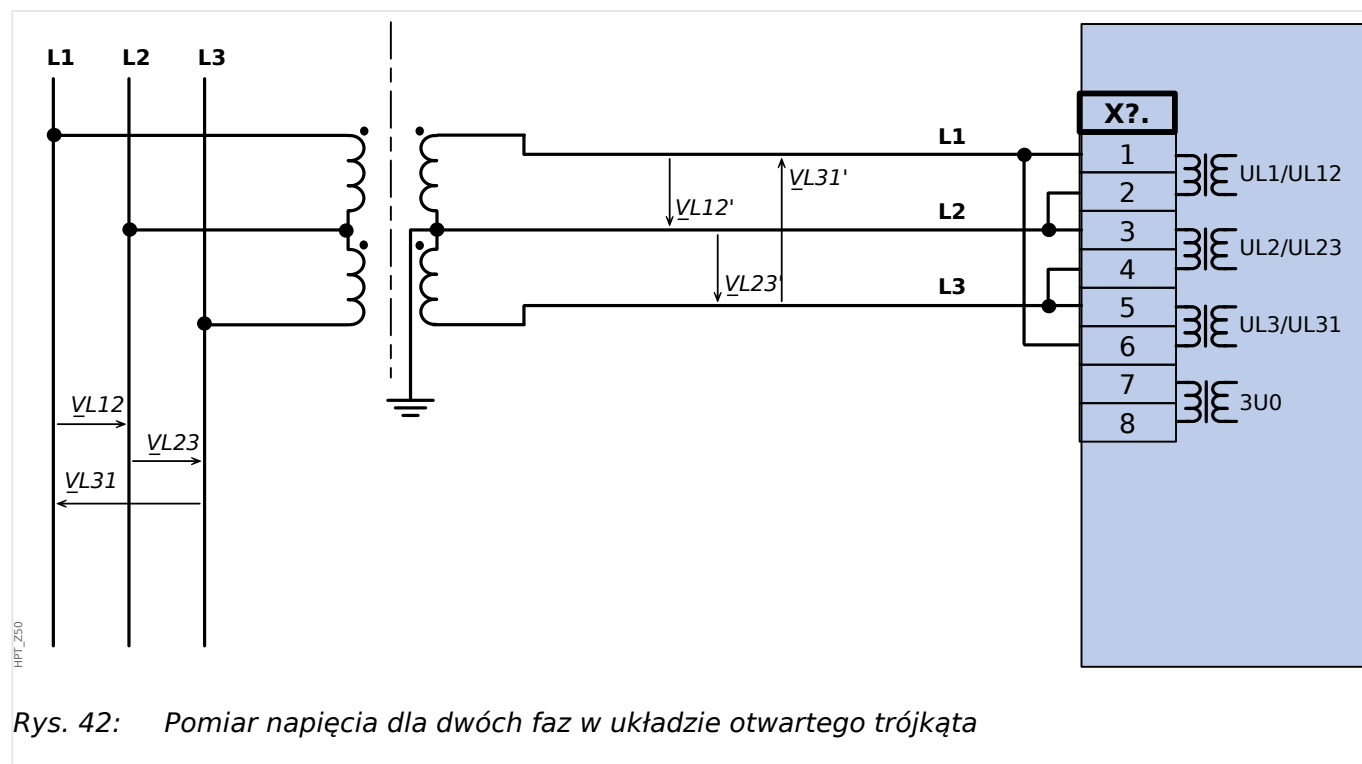 L1 L2 L3
X?.
L1
1
VL31'
UL1/UL12
2
VL12'
L2
3
UL2/UL23
4
VL23'
L3
5
UL3/UL31
6
7
3U0
8
VL12
VL23
VL31
HPT_Z50
Rys. 42: Pomiar napięcia dla dwóch faz w układzie otwartego trójkąta